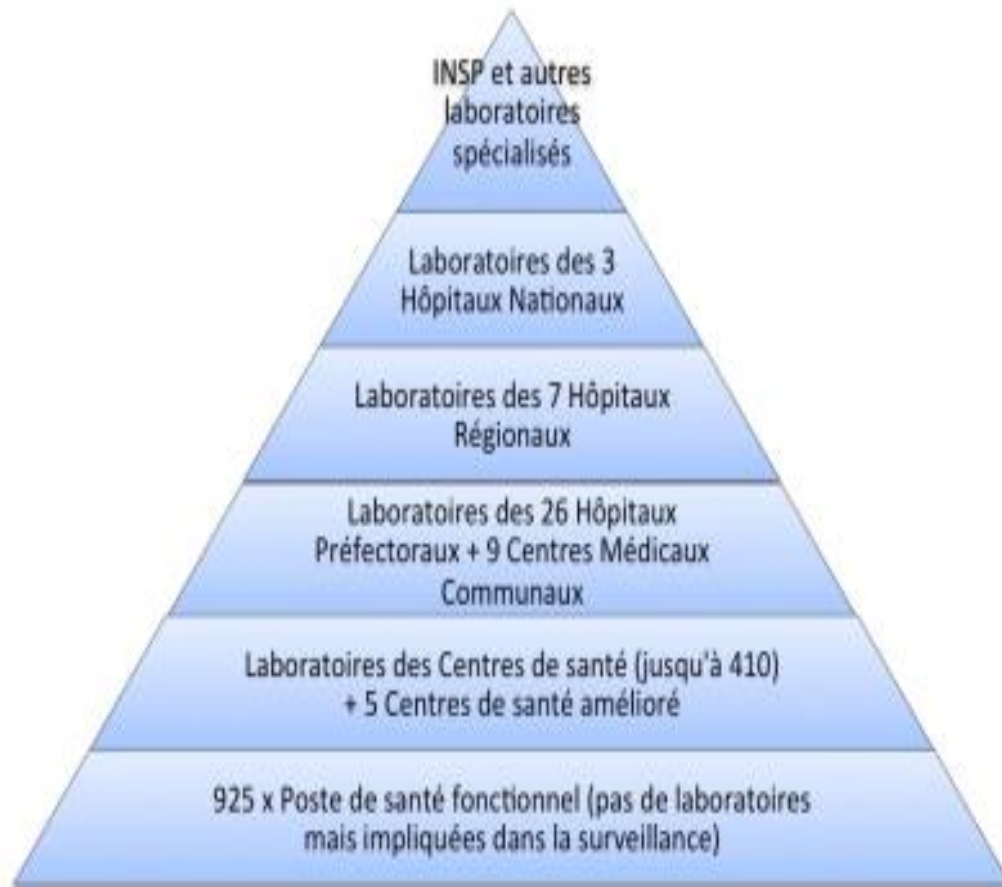 INSP et autres
laboratoires
spécialisés
Laboratoires des 3
Hôpitaux Nationaux
Laboratoires des 7 Hôpitaux
Régionaux
Laboratoires des 26 Hôpitaux
Préfectoraux + 9 Centres Médicaux
Communaux
Laboratoires des Centres de santé (jusqu'à 410)
+ 5 Centres de santé amélioré
925 x Poste de santé fonctionnel (pas de laboratoires
mais impliquées dans la surveillance)